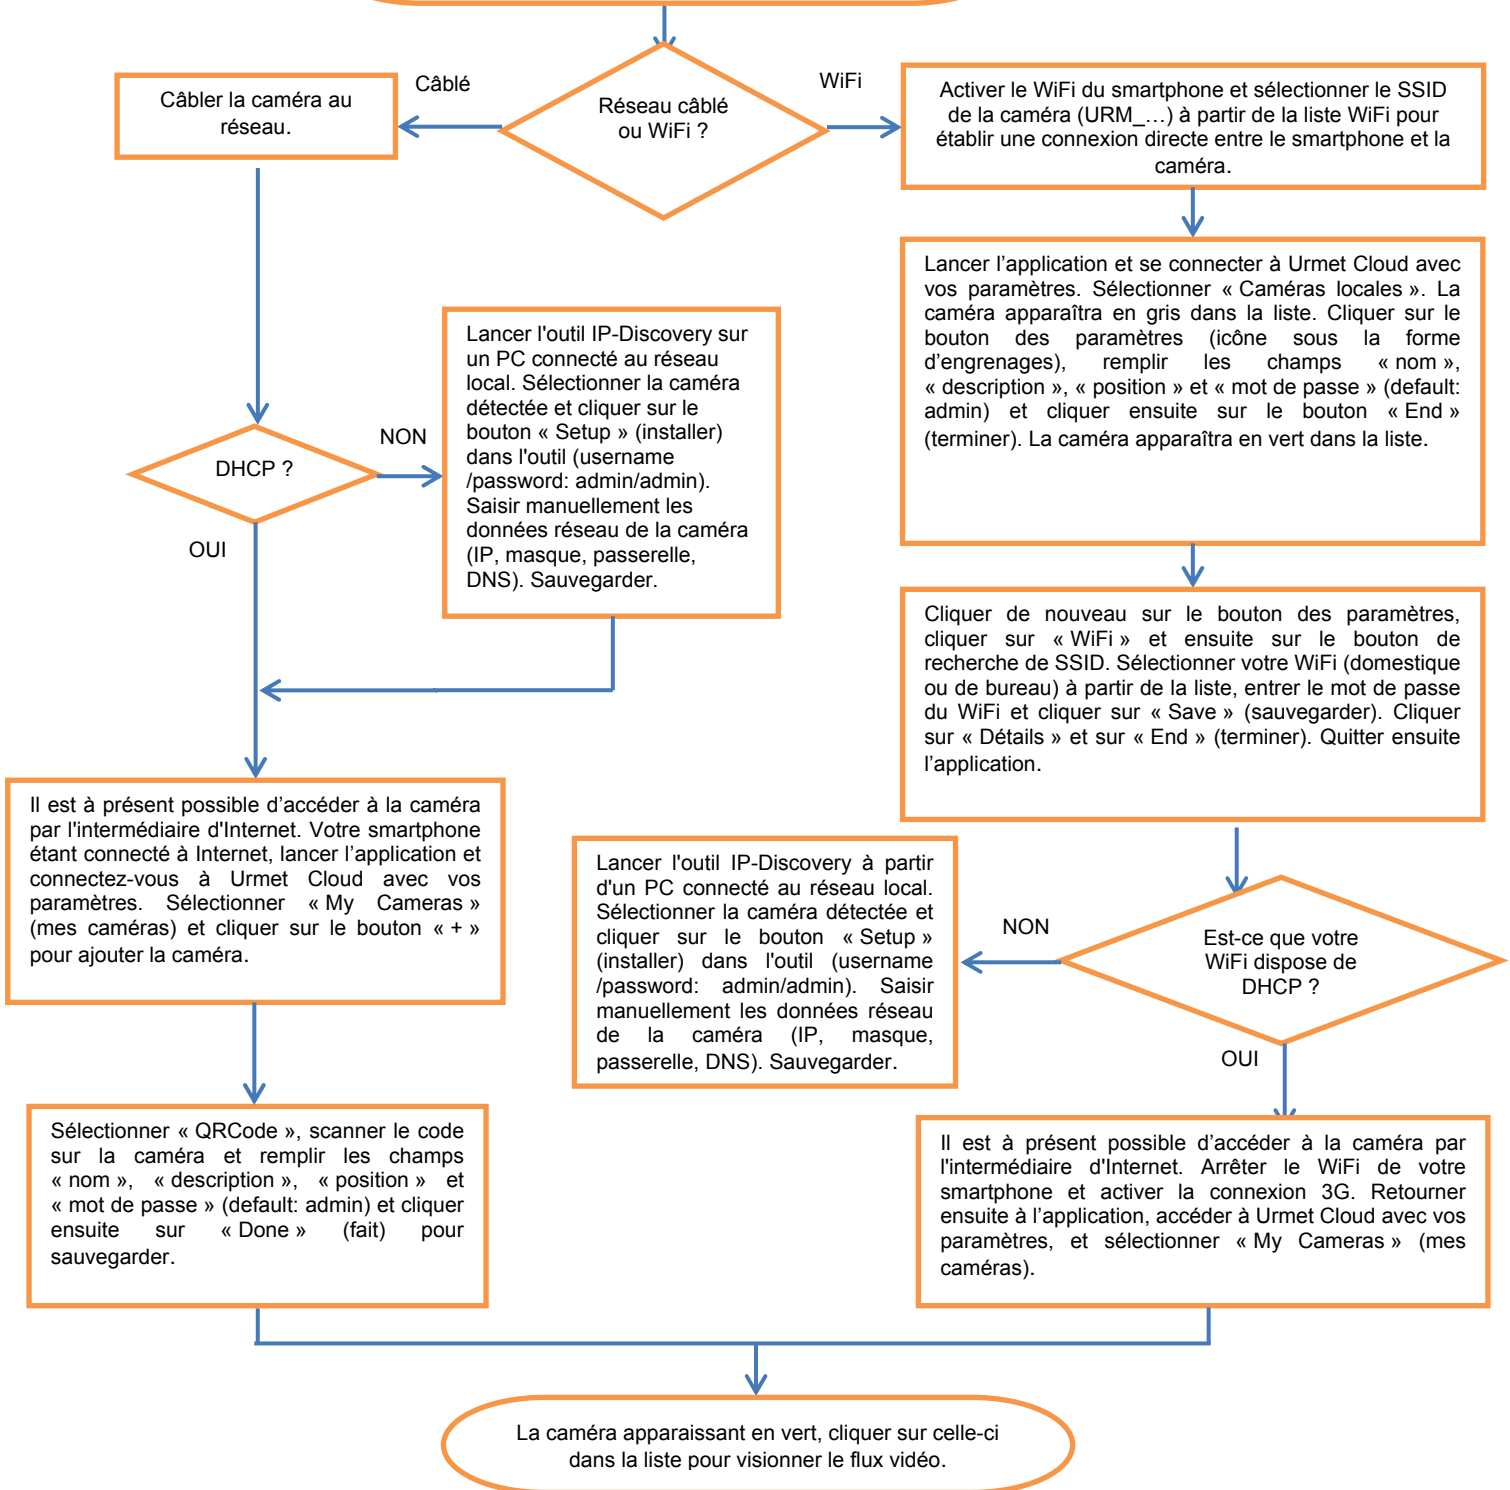 Réseau câblé
ou WiFi ?
Câblé
WiFi
Câbler la caméra au
réseau.
Activer le WiFi du smartphone et sélectionner le SSID
de la caméra (URM_…) à partir de la liste WiFi pour
établir une connexion directe entre le smartphone et la
caméra.
Lancer l’application et se connecter à Urmet Cloud avec
vos paramètres. Sélectionner « Caméras locales ». La
caméra apparaîtra en gris dans la liste. Cliquer sur le
bouton des paramètres (icône sous la forme
d’engrenages), remplir les champs « nom »,
« description », « position » et « mot de passe » (default:
admin) et cliquer ensuite sur le bouton « End »
(terminer). La caméra apparaîtra en vert dans la liste.
Lancer l'outil IP-Discovery sur
un PC connecté au réseau
local. Sélectionner la caméra
détectée et cliquer sur le
bouton « Setup » (installer)
dans l'outil (username
/password: admin/admin).
Saisir manuellement les
données réseau de la caméra
(IP, masque, passerelle,
DNS). Sauvegarder.
DHCP ?
NON
OUI
Cliquer de nouveau sur le bouton des paramètres,
cliquer sur « WiFi » et ensuite sur le bouton de
recherche de SSID. Sélectionner votre WiFi (domestique
ou de bureau) à partir de la liste, entrer le mot de passe
du WiFi et cliquer sur « Save » (sauvegarder). Cliquer
sur « Détails » et sur « End » (terminer). Quitter ensuite
l’application.
Il est à présent possible d’accéder à la caméra
par l'intermédiaire d'Internet. Votre smartphone
étant connecté à Internet, lancer l’application et
connectez-vous à Urmet Cloud avec vos
paramètres. Sélectionner « My Cameras »
(mes caméras) et cliquer sur le bouton « + »
pour ajouter la caméra.
Lancer l'outil IP-Discovery à partir
d'un PC connecté au réseau local.
Sélectionner la caméra détectée et
cliquer sur le bouton « Setup »
(installer) dans l'outil (username
/password: admin/admin). Saisir
manuellement les données réseau
de la caméra (IP, masque,
passerelle, DNS). Sauvegarder.
NON
Est-ce que votre
WiFi dispose de
DHCP ?
OUI
Sélectionner « QRCode », scanner le code
sur la caméra et remplir les champs
« nom », « description », « position » et
« mot de passe » (default: admin) et cliquer
ensuite sur « Done » (fait) pour
sauvegarder.
Il est à présent possible d’accéder à la caméra par
l'intermédiaire d'Internet. Arrêter le WiFi de votre
smartphone et activer la connexion 3G. Retourner
ensuite à l’application, accéder à Urmet Cloud avec vos
paramètres, et sélectionner « My Cameras » (mes
caméras).
La caméra apparaissant en vert, cliquer sur celle-ci
dans la liste pour visionner le flux vidéo.